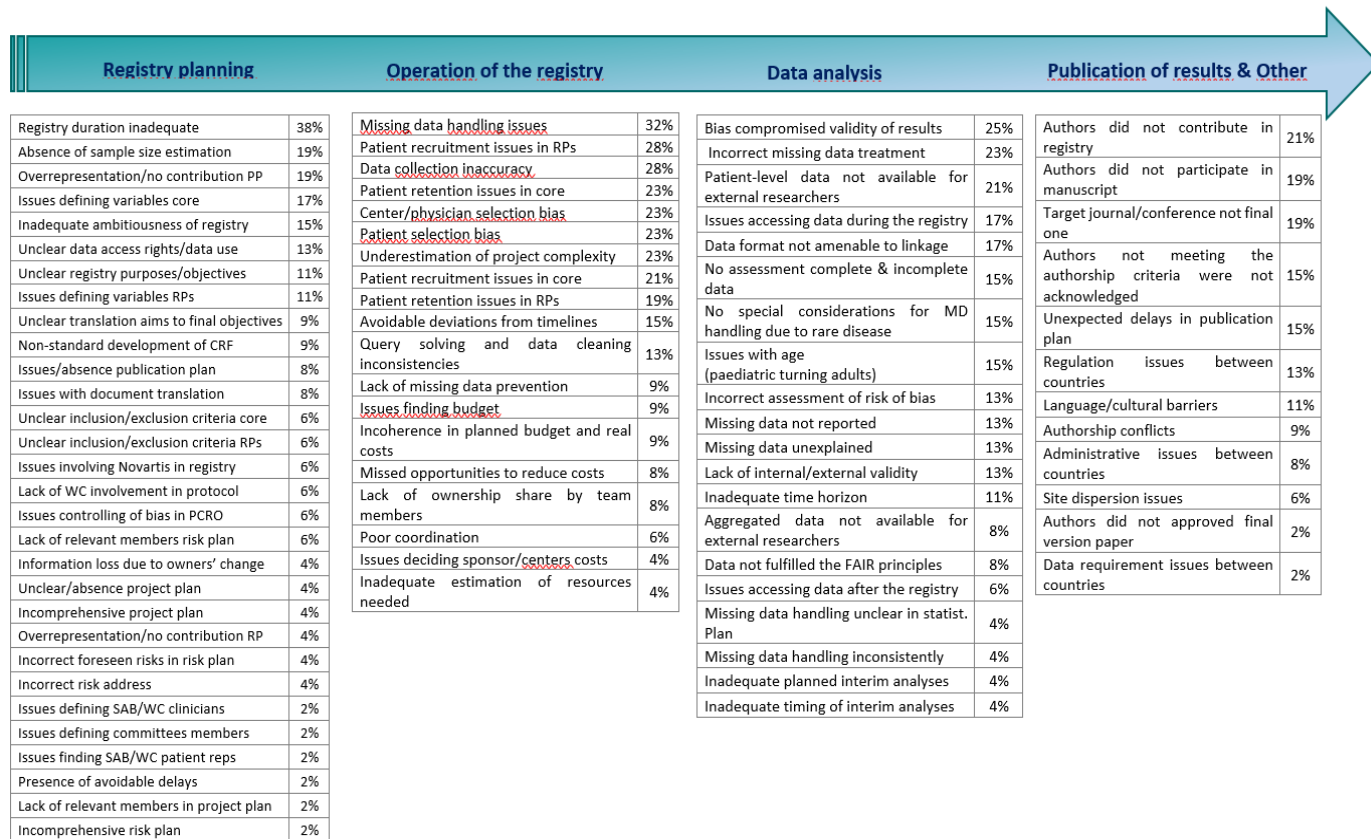 Registry planning
Operation of the registry
Data analysis
Publication of results & Other
Registry duration inadequate 38%
Absence of sample size estimation 19%
Overrepresentation/no contribution PP 19%
Issues defining variables core 17%
Inadequate ambitiousness of registry 15%
Unclear data access rights/data use 13%
Unclear registry purposes/objectives 11%
Issues defining variables RPs 11%
Unclear translation aims to final objectives 9%
Non-standard development of CRF 9%
Issues/absence publication plan 8%
Issues with document translation 8%
Unclear inclusion/exclusion criteria core 6%
Unclear inclusion/exclusion criteria RPs 6%
Issues involving Novartis in registry 6%
Lack of WC involvement in protocol 6%
Issues controlling of bias in PCRO 6%
Lack of relevant members risk plan 6%
Information loss due to owners' change 4%
Unclear/absence project plan 4%
Incomprehensive project plan 4%
Overrepresentation/no contribution RP 4%
Incorrect foreseen risks in risk plan 4%
Incorrect risk address 4%
Issues defining SAB/WC clinicians 2%
Issues defining committees members 2%
Issues finding SAB/WC patient reps 2%
Presence of avoidable delays 2%
Lack of relevant members in project plan 2%
Incomprehensive risk plan 2%
Missing data handling issues 32%
Patient recruitment issues in RPs 28%
Data collection inaccuracy 28%
Patient retention issues in core 23%
Center/physician selection bias 23%
Patient selection bias 23%
Underestimation of project complexity 23%
Patient recruitment issues in core 21%
Patient retention issues in RPs 19%
Avoidable deviations from timelines 15%
Query solving and data cleaning
inconsistencies 13%
Lack of missing data prevention 9%
Issues finding budget 9%
Incoherence in planned budget and real
costs 9%
Missed opportunities to reduce costs 8%
Lack of ownership share by team
members 8%
Poor coordination 6%
Issues deciding sponsor/centers costs 4%
Inadequate estimation of resources
needed 4%
Bias compromised validity of results 25%
Incorrect missing data treatment 23%
Patient-level data not available for
external researchers 21%
Issues accessing data during the registry 17%
Data format not amenable to linkage 17%
No assessment complete & incomplete
data 15%
No special considerations for MD
handling due to rare disease 15%
Issues with age
(paediatric turning adults) 15%
Incorrect assessment of risk of bias 13%
Missing data not reported 13%
Missing data unexplained 13%
Lack of internal/external validity 13%
Inadequate time horizon 11%
Aggregated data not available for
external researchers 8%
Data not fulfilled the FAIR principles 8%
Issues accessing data after the registry 6%
Missing data handling unclear in statist.
Plan 4%
Missing data handling inconsistently 4%
Inadequate planned interim analyses 4%
Inadequate timing of interim analyses 4%
Authors did not contribute in
registry 21%
Authors did not participate in
manuscript 19%
Target journal/conference not final
one 19%
Authors not meeting the
authorship criteria were not
acknowledged 15%
Unexpected delays in publication
plan 15%
Regulation issues between
countries 13%
Language/cultural barriers 11%
Authorship conflicts 9%
Administrative issues between
countries 8%
Site dispersion issues 6%
Authors did not approved final
version paper 2%
Data requirement issues between
countries 2%